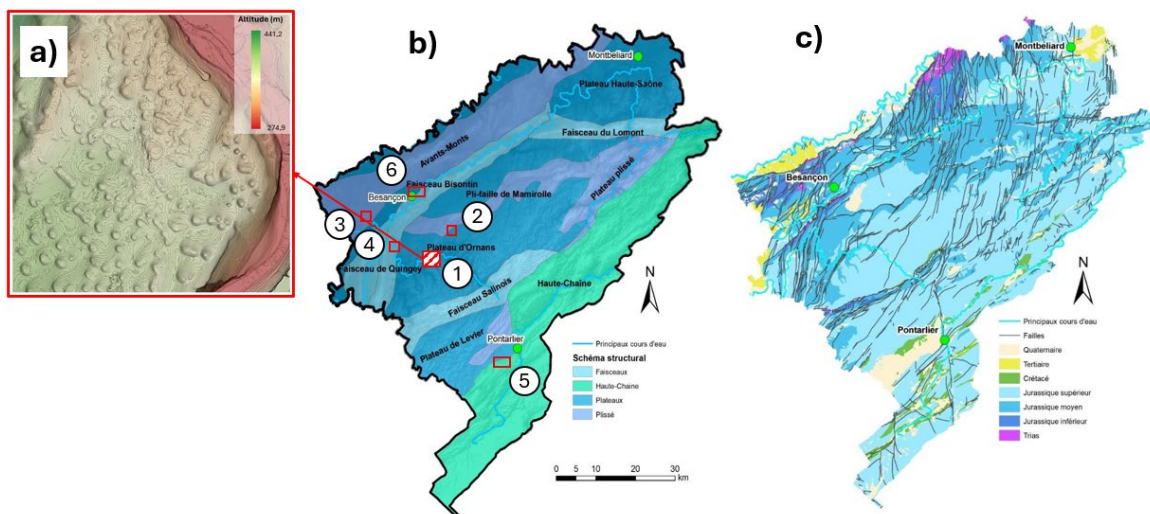 a)
Altitude (m)
441,2
274,9
b)
Montbeliard
Plateau Haute-Saône
Faisceau du Lomont
Avants-Monts
Plateau plissé
6
Faisceau Bisontin
Besançon
Pli-faille de Mamirolle
3
2
4
Plateau d'Ornans
Faisceau de Quingey
1
N
Haute-Chaîne
Faisceau Salinois
Plateau de Levier
Pontarlier
5
Principaux cours d'eau
Schéma structural
Faisceaux
Haute-Chaine
Plateaux
Plissé
0 5 10 20 30
km
c)
Montbeliard
Besançon
N
Pontarlier
Principaux cours d'eau
Failles
Quaternaire
Tertiaire
Crétacé
Jurassique supérieur
Jurassique moyen
Jurassique inférieur
Trias